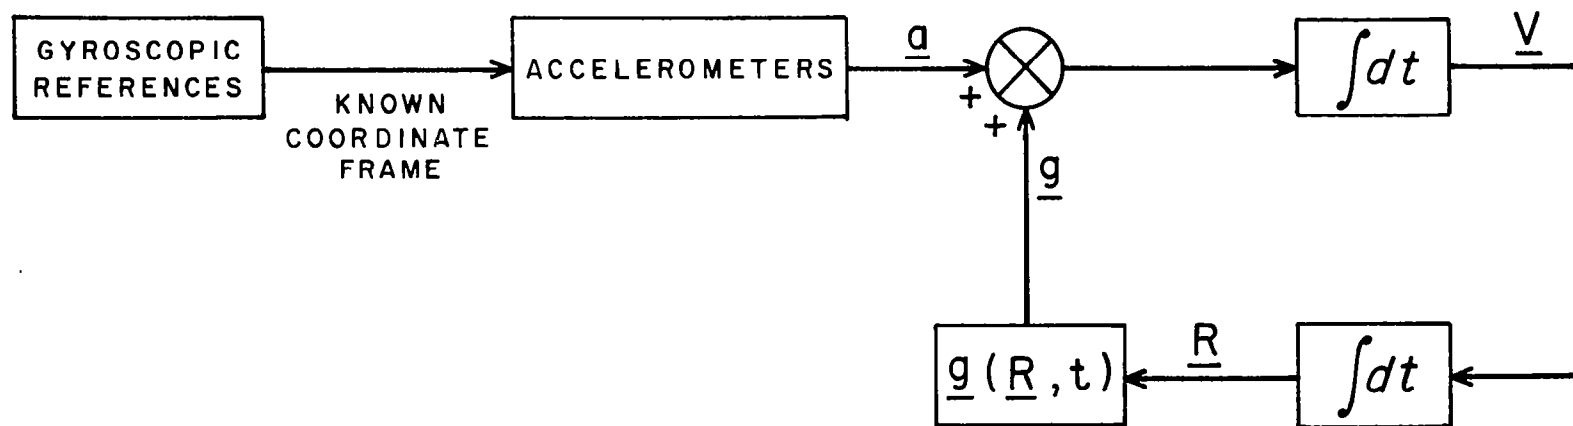 GYROSCOPIC
REFERENCES
KNOWN
COORDINATE
FRAME
ACCELEROMETERS
a
+
+
g
∫dt
V
g (R, t)
R
∫dt